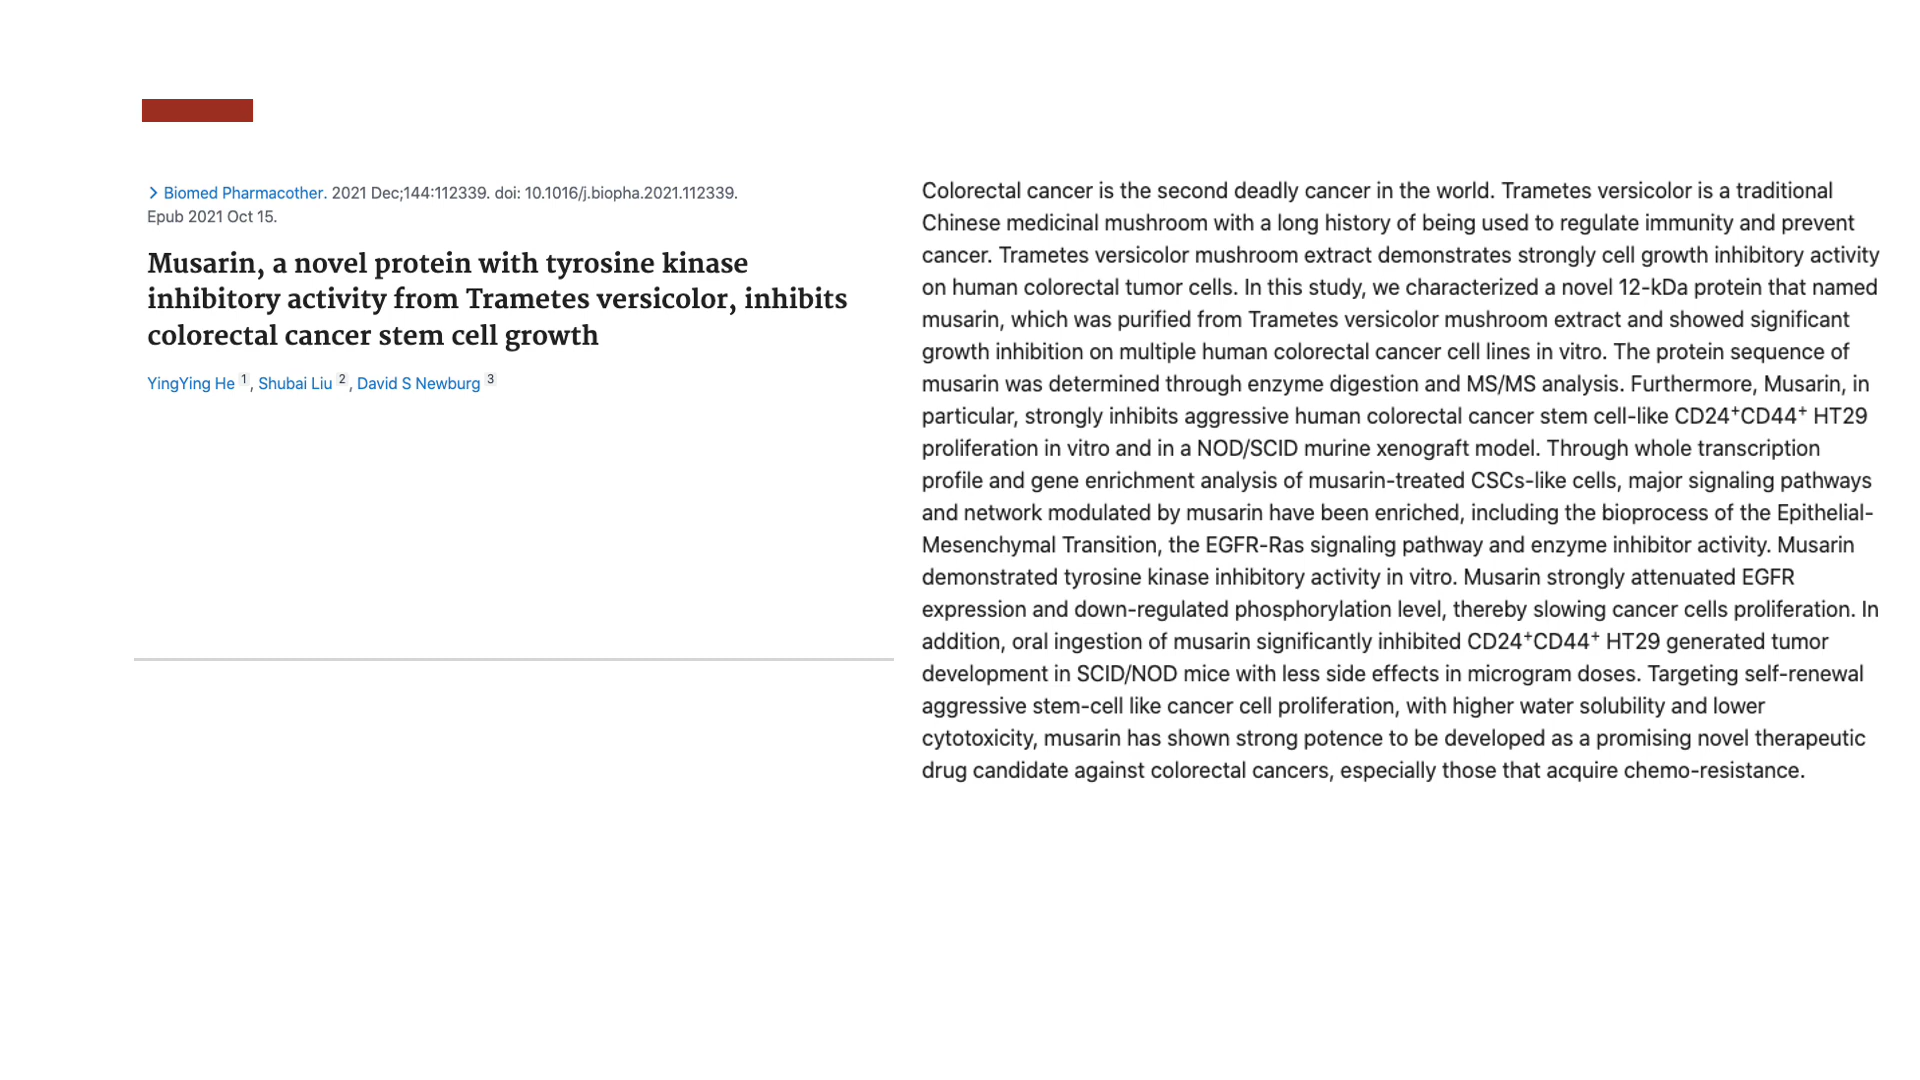 > Biomed Pharmacother. 2021 Dec;144:112339. doi: 10.1016/j.biopha.2021.112339.
Epub 2021 Oct 15.
Musarin, a novel protein with tyrosine kinase
inhibitory activity from Trametes versicolor, inhibits
colorectal cancer stem cell growth
YingYing He 1, Shubai Liu 2, David S Newburg 3
Colorectal cancer is the second deadly cancer in the world. Trametes versicolor is a traditional
Chinese medicinal mushroom with a long history of being used to regulate immunity and prevent
cancer. Trametes versicolor mushroom extract demonstrates strongly cell growth inhibitory activity
on human colorectal tumor cells. In this study, we characterized a novel 12-kDa protein that named
musarin, which was purified from Trametes versicolor mushroom extract and showed significant
growth inhibition on multiple human colorectal cancer cell lines in vitro. The protein sequence of
musarin was determined through enzyme digestion and MS/MS analysis. Furthermore, Musarin, in
particular, strongly inhibits aggressive human colorectal cancer stem cell-like CD24⁺CD44⁺ HT29
proliferation in vitro and in a NOD/SCID murine xenograft model. Through whole transcription
profile and gene enrichment analysis of musarin-treated CSCs-like cells, major signaling pathways
and network modulated by musarin have been enriched, including the bioprocess of the Epithelial-
Mesenchymal Transition, the EGFR-Ras signaling pathway and enzyme inhibitor activity. Musarin
demonstrated tyrosine kinase inhibitory activity in vitro. Musarin strongly attenuated EGFR
expression and down-regulated phosphorylation level, thereby slowing cancer cells proliferation. In
addition, oral ingestion of musarin significantly inhibited CD24⁺CD44⁺ HT29 generated tumor
development in SCID/NOD mice with less side effects in microgram doses. Targeting self-renewal
aggressive stem-cell like cancer cell proliferation, with higher water solubility and lower
cytotoxicity, musarin has shown strong potence to be developed as a promising novel therapeutic
drug candidate against colorectal cancers, especially those that acquire chemo-resistance.